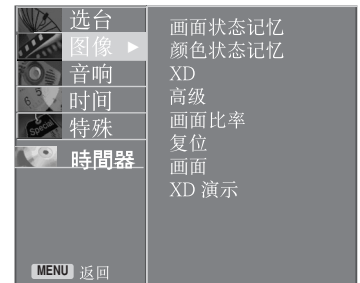 选台
图像 ►
音响
时间
特殊
時間器
MENU 返回
画面状态记忆
颜色状态记忆
XD
高级
画面比率
复位
画面
XD 演示